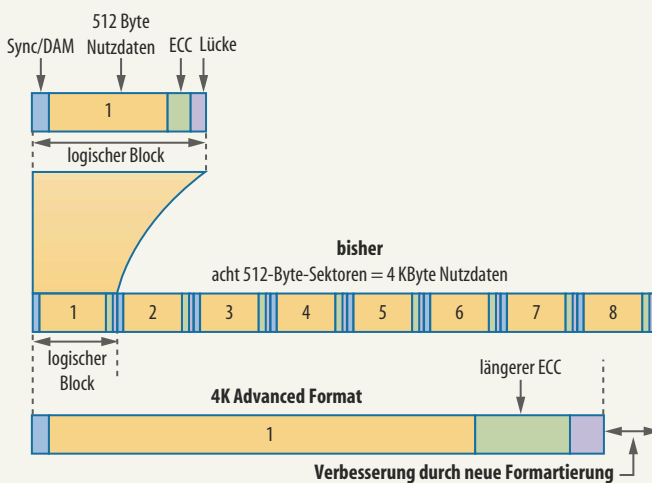 512 Byte
Sync/DAM Nutzdaten ECC Lücke
1
logischer Block
bisher
acht 512-Byte-Sektoren = 4 KByte Nutzdaten
1 2 3 4 5 6 7 8
logischer
Block
längerer ECC
4K Advanced Format
1
Verbesserung durch neue Formartierung